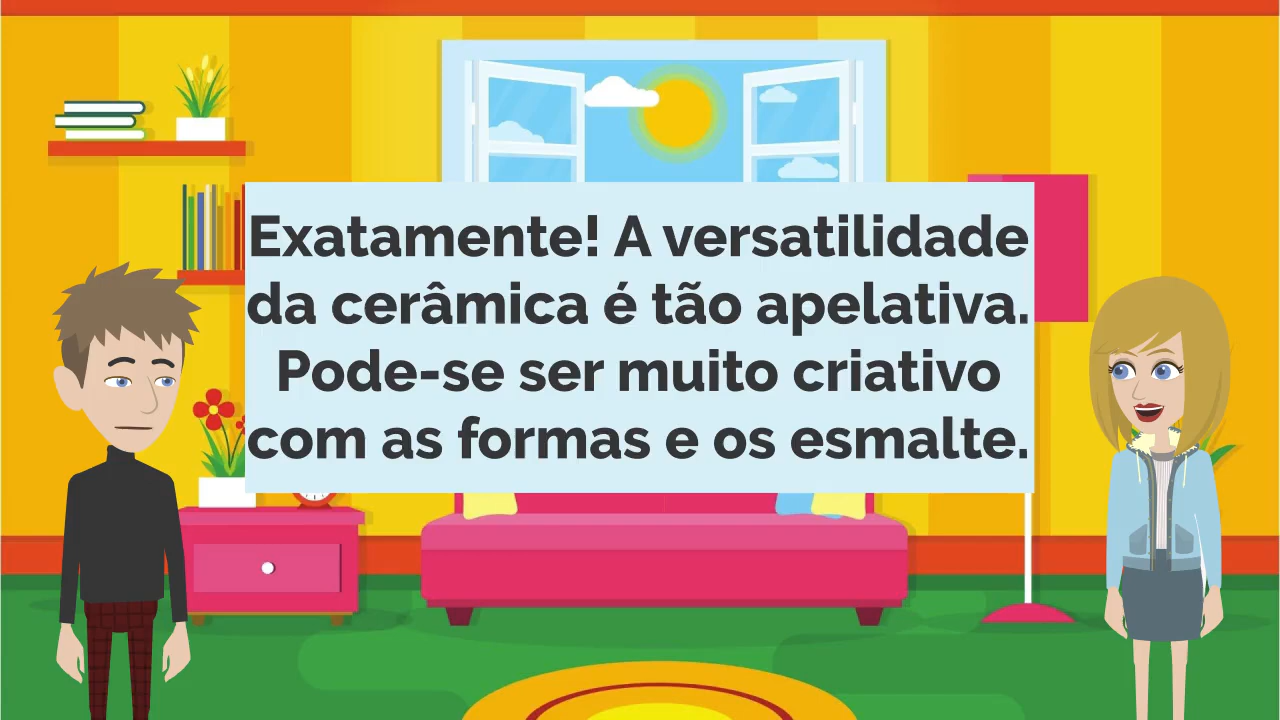 Exatamente! A versatilidade
da cerâmica é tão apelativa.
Pode-se ser muito criativo
com as formas e os esmalte.